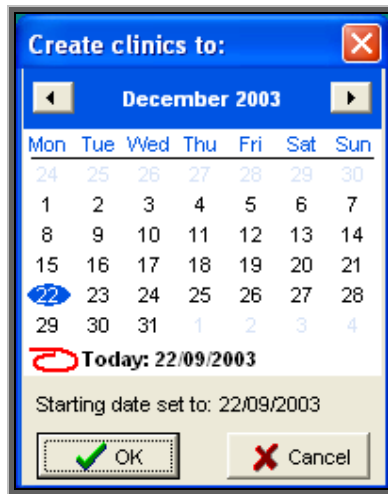 Create clinics to:
December 2003
Mon Tue Wed Thu Fri Sat Sun
24 25 26 27 28 29 30
1 2 3 4 5 6 7
8 9 10 11 12 13 14
15 16 17 18 19 20 21
22 23 24 25 26 27 28
29 30 31 1 2 3 4
Today: 22/09/2003
Starting date set to: 22/09/2003
OK Cancel